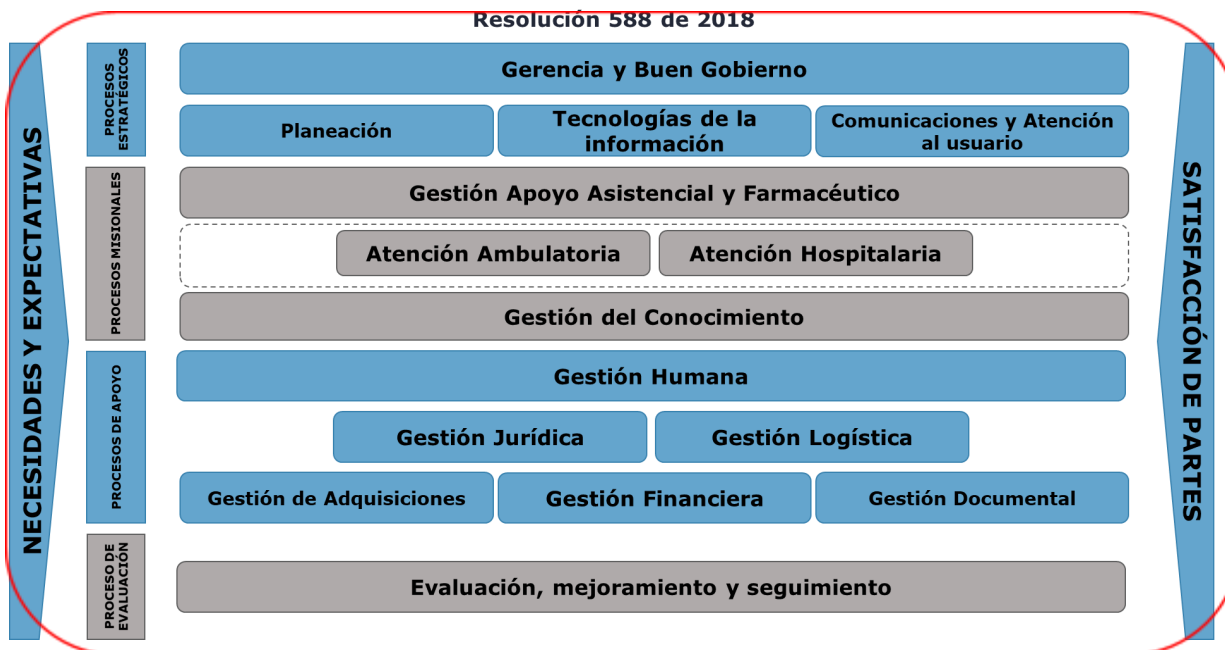 Resolución 588 de 2018
NECESIDADES Y EXPECTATIVAS
PROCESOS
ESTRATÉGICOS
Gerencia y Buen Gobierno
Planeación
Tecnologías de la
información
Comunicaciones y Atención
al usuario
PROCESOS MISIONALES
Gestión Apoyo Asistencial y Farmacéutico
Atención Ambulatoria
Atención Hospitalaria
Gestión del Conocimiento
PROCESOS DE APOYO
Gestión Humana
Gestión Jurídica
Gestión Logística
Gestión de Adquisiciones
Gestión Financiera
Gestión Documental
PROCESO DE
EVALUACIÓN
Evaluación, mejoramiento y seguimiento
SATISFACCIÓN DE PARTES